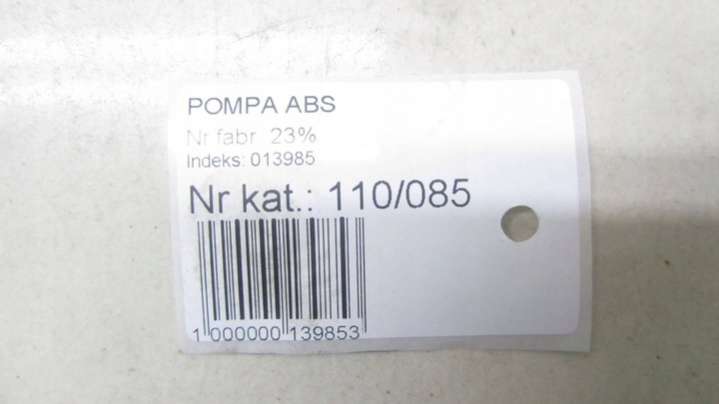 POMPA ABS
Nr fabr 23%
Indeks: 013985
Nr kat.: 110/085
1 000000 139853